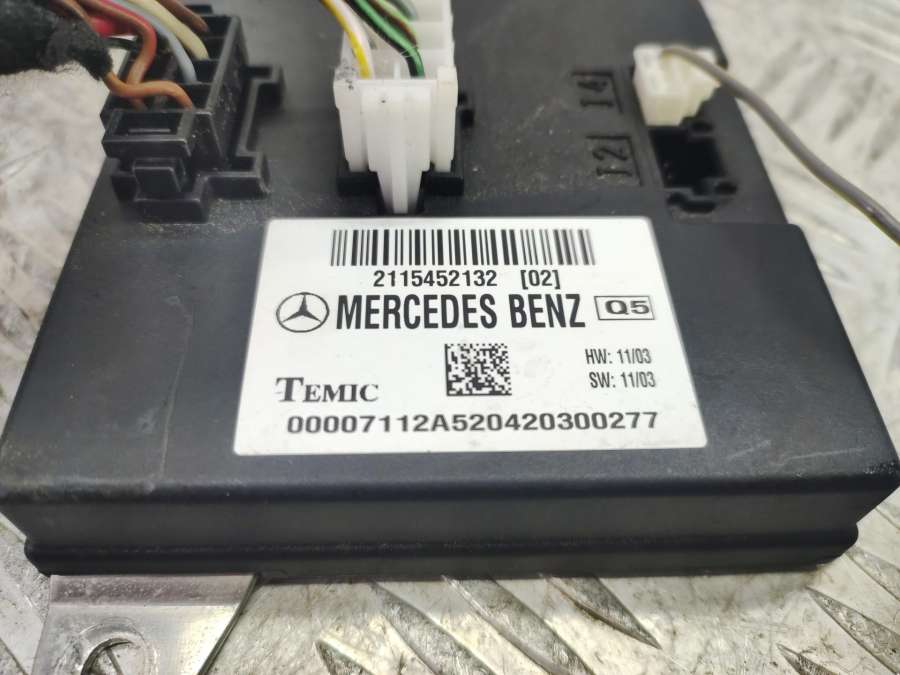 14
12
2115452132 [02]
MERCEDES BENZ Q5
HW: 11/03
SW: 11/03
TEMIC
00007112A520420300277